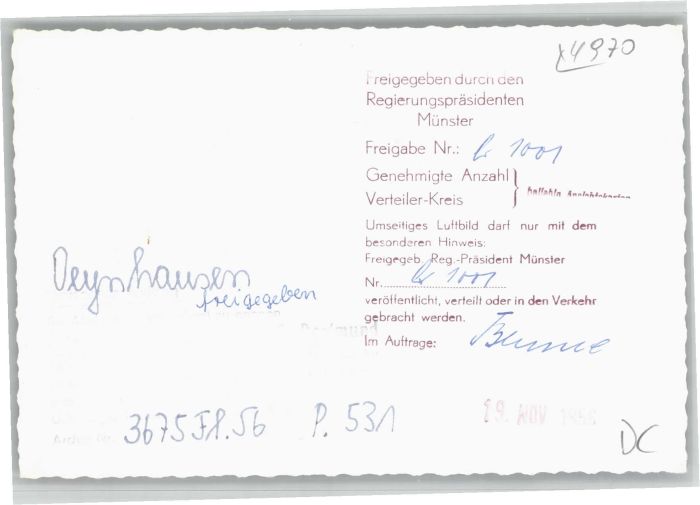 x4970
Freigegeben durch den
Regierungspräsidenten
Münster
Freigabe Nr.: 1001
Genehmigte Anzahl
Verteiler-Kreis
Umseitiges Luftbild darf nur mit dem
besonderen Hinweis:
Freigegeb. Reg.-Präsident Münster
Nr. 1001
veröffentlicht, verteilt oder in den Verkehr
gebracht werden.
Im Auftrage:
Oeynhausen
freigegeben
3675 Fl. 56 P. 531
19. NOV 1956
DC